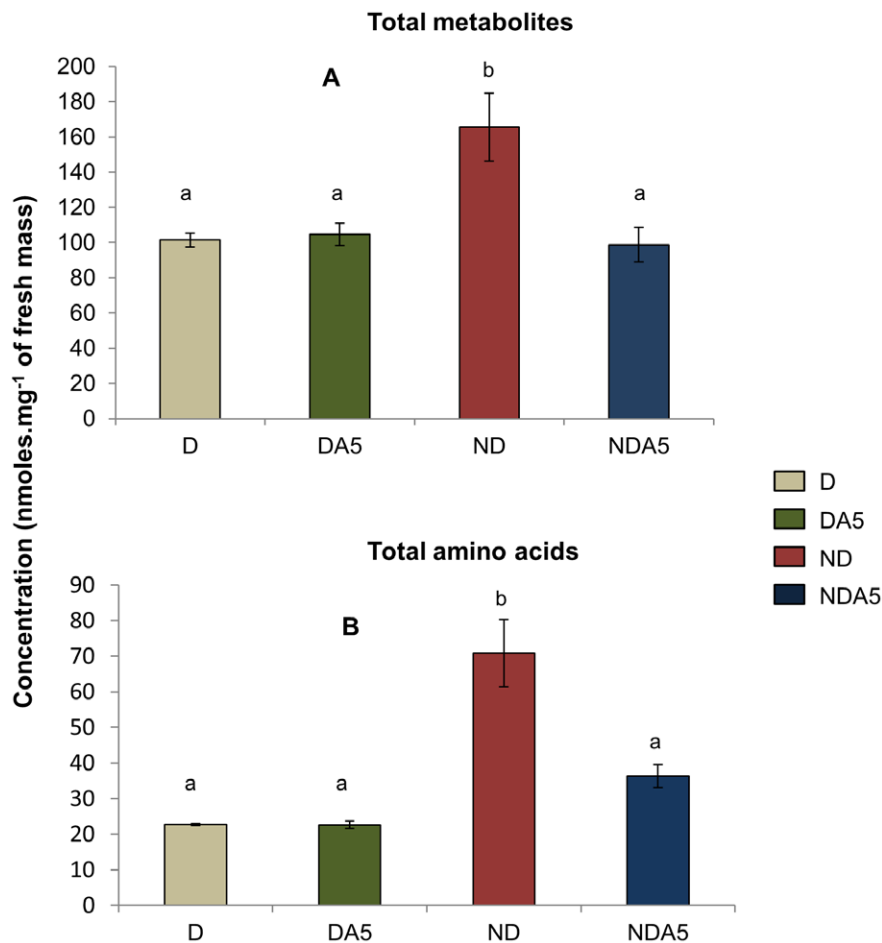 Total metabolites
A
200
180
160
140
120
100
80
60
40
20
0
a
a
b
a
D
DA5
ND
NDA5
Concentration (nmoles.mg⁻¹ of fresh mass)
D
DA5
ND
NDA5
Total amino acids
B
90
80
70
60
50
40
30
20
10
0
a
a
b
a
D
DA5
ND
NDA5